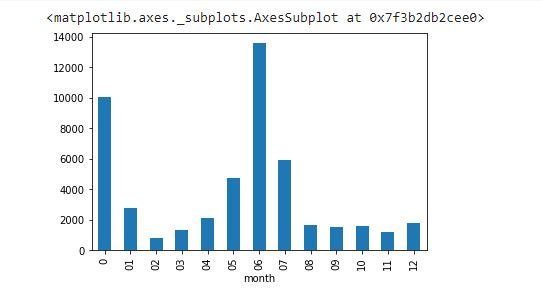 <matplotlib.axes._subplots.AxesSubplot at 0x7f3b2db2cee0>
14000
12000
10000
8000
6000
4000
2000
0
0 01 02 03 04 05 06 07 08 09 10 11 12
month